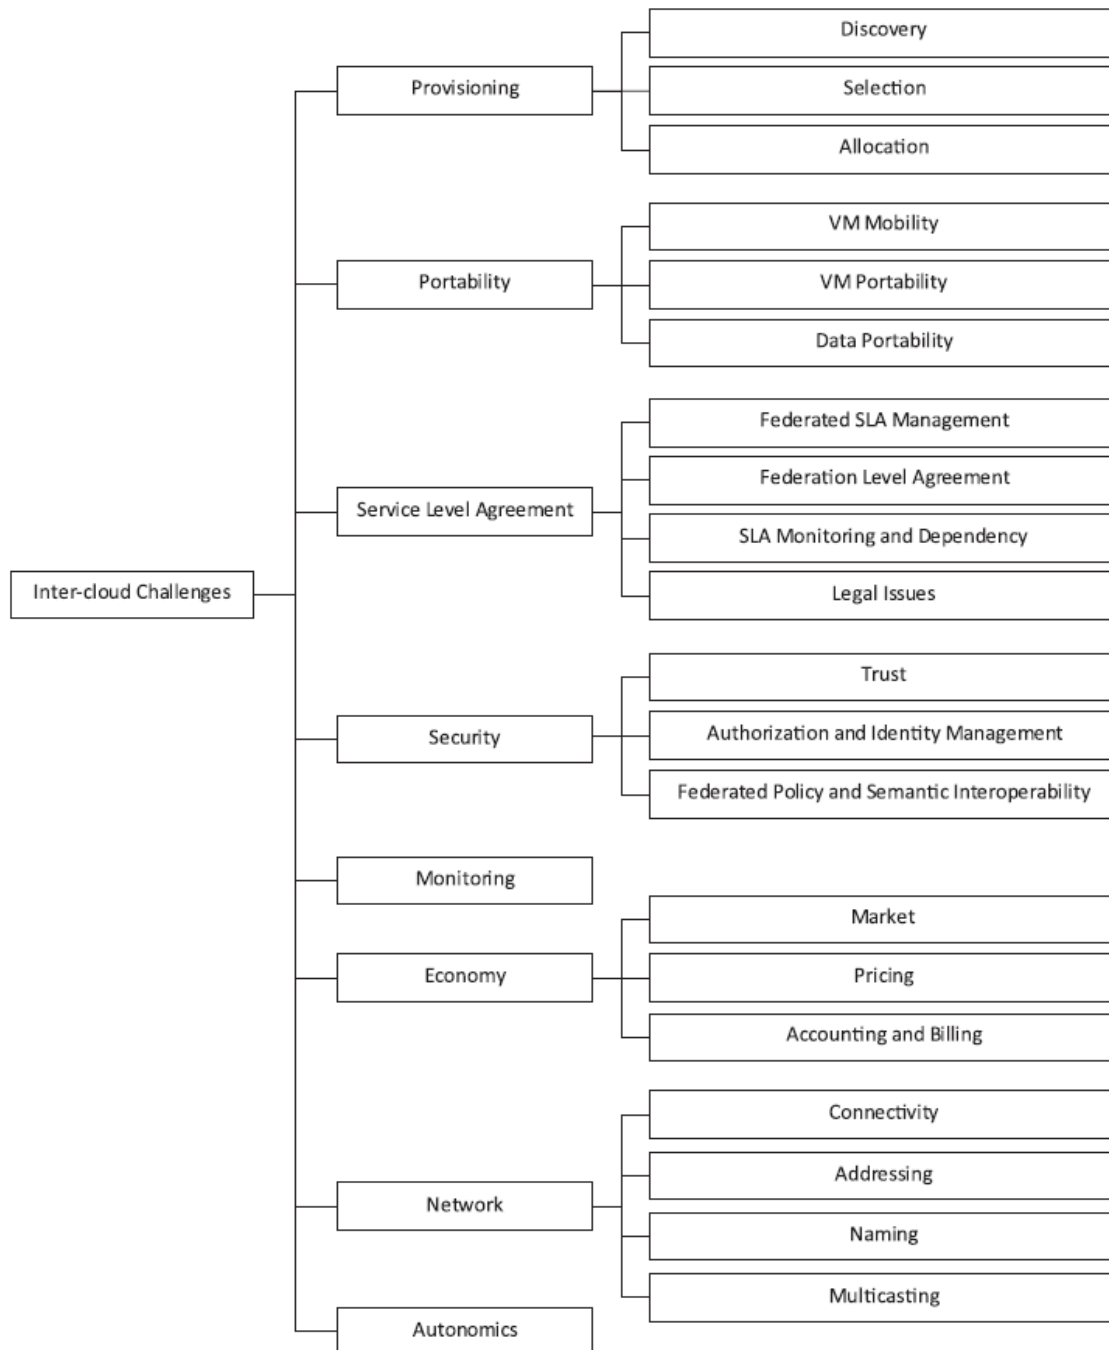 Discovery
Provisioning
Selection
Allocation
VM Mobility
Portability
VM Portability
Data Portability
Federated SLA Management
Federation Level Agreement
Service Level Agreement
SLA Monitoring and Dependency
Inter-cloud Challenges
Legal Issues
Trust
Security
Authorization and Identity Management
Federated Policy and Semantic Interoperability
Monitoring
Market
Economy
Pricing
Accounting and Billing
Connectivity
Addressing
Network
Naming
Multicasting
Autonomics